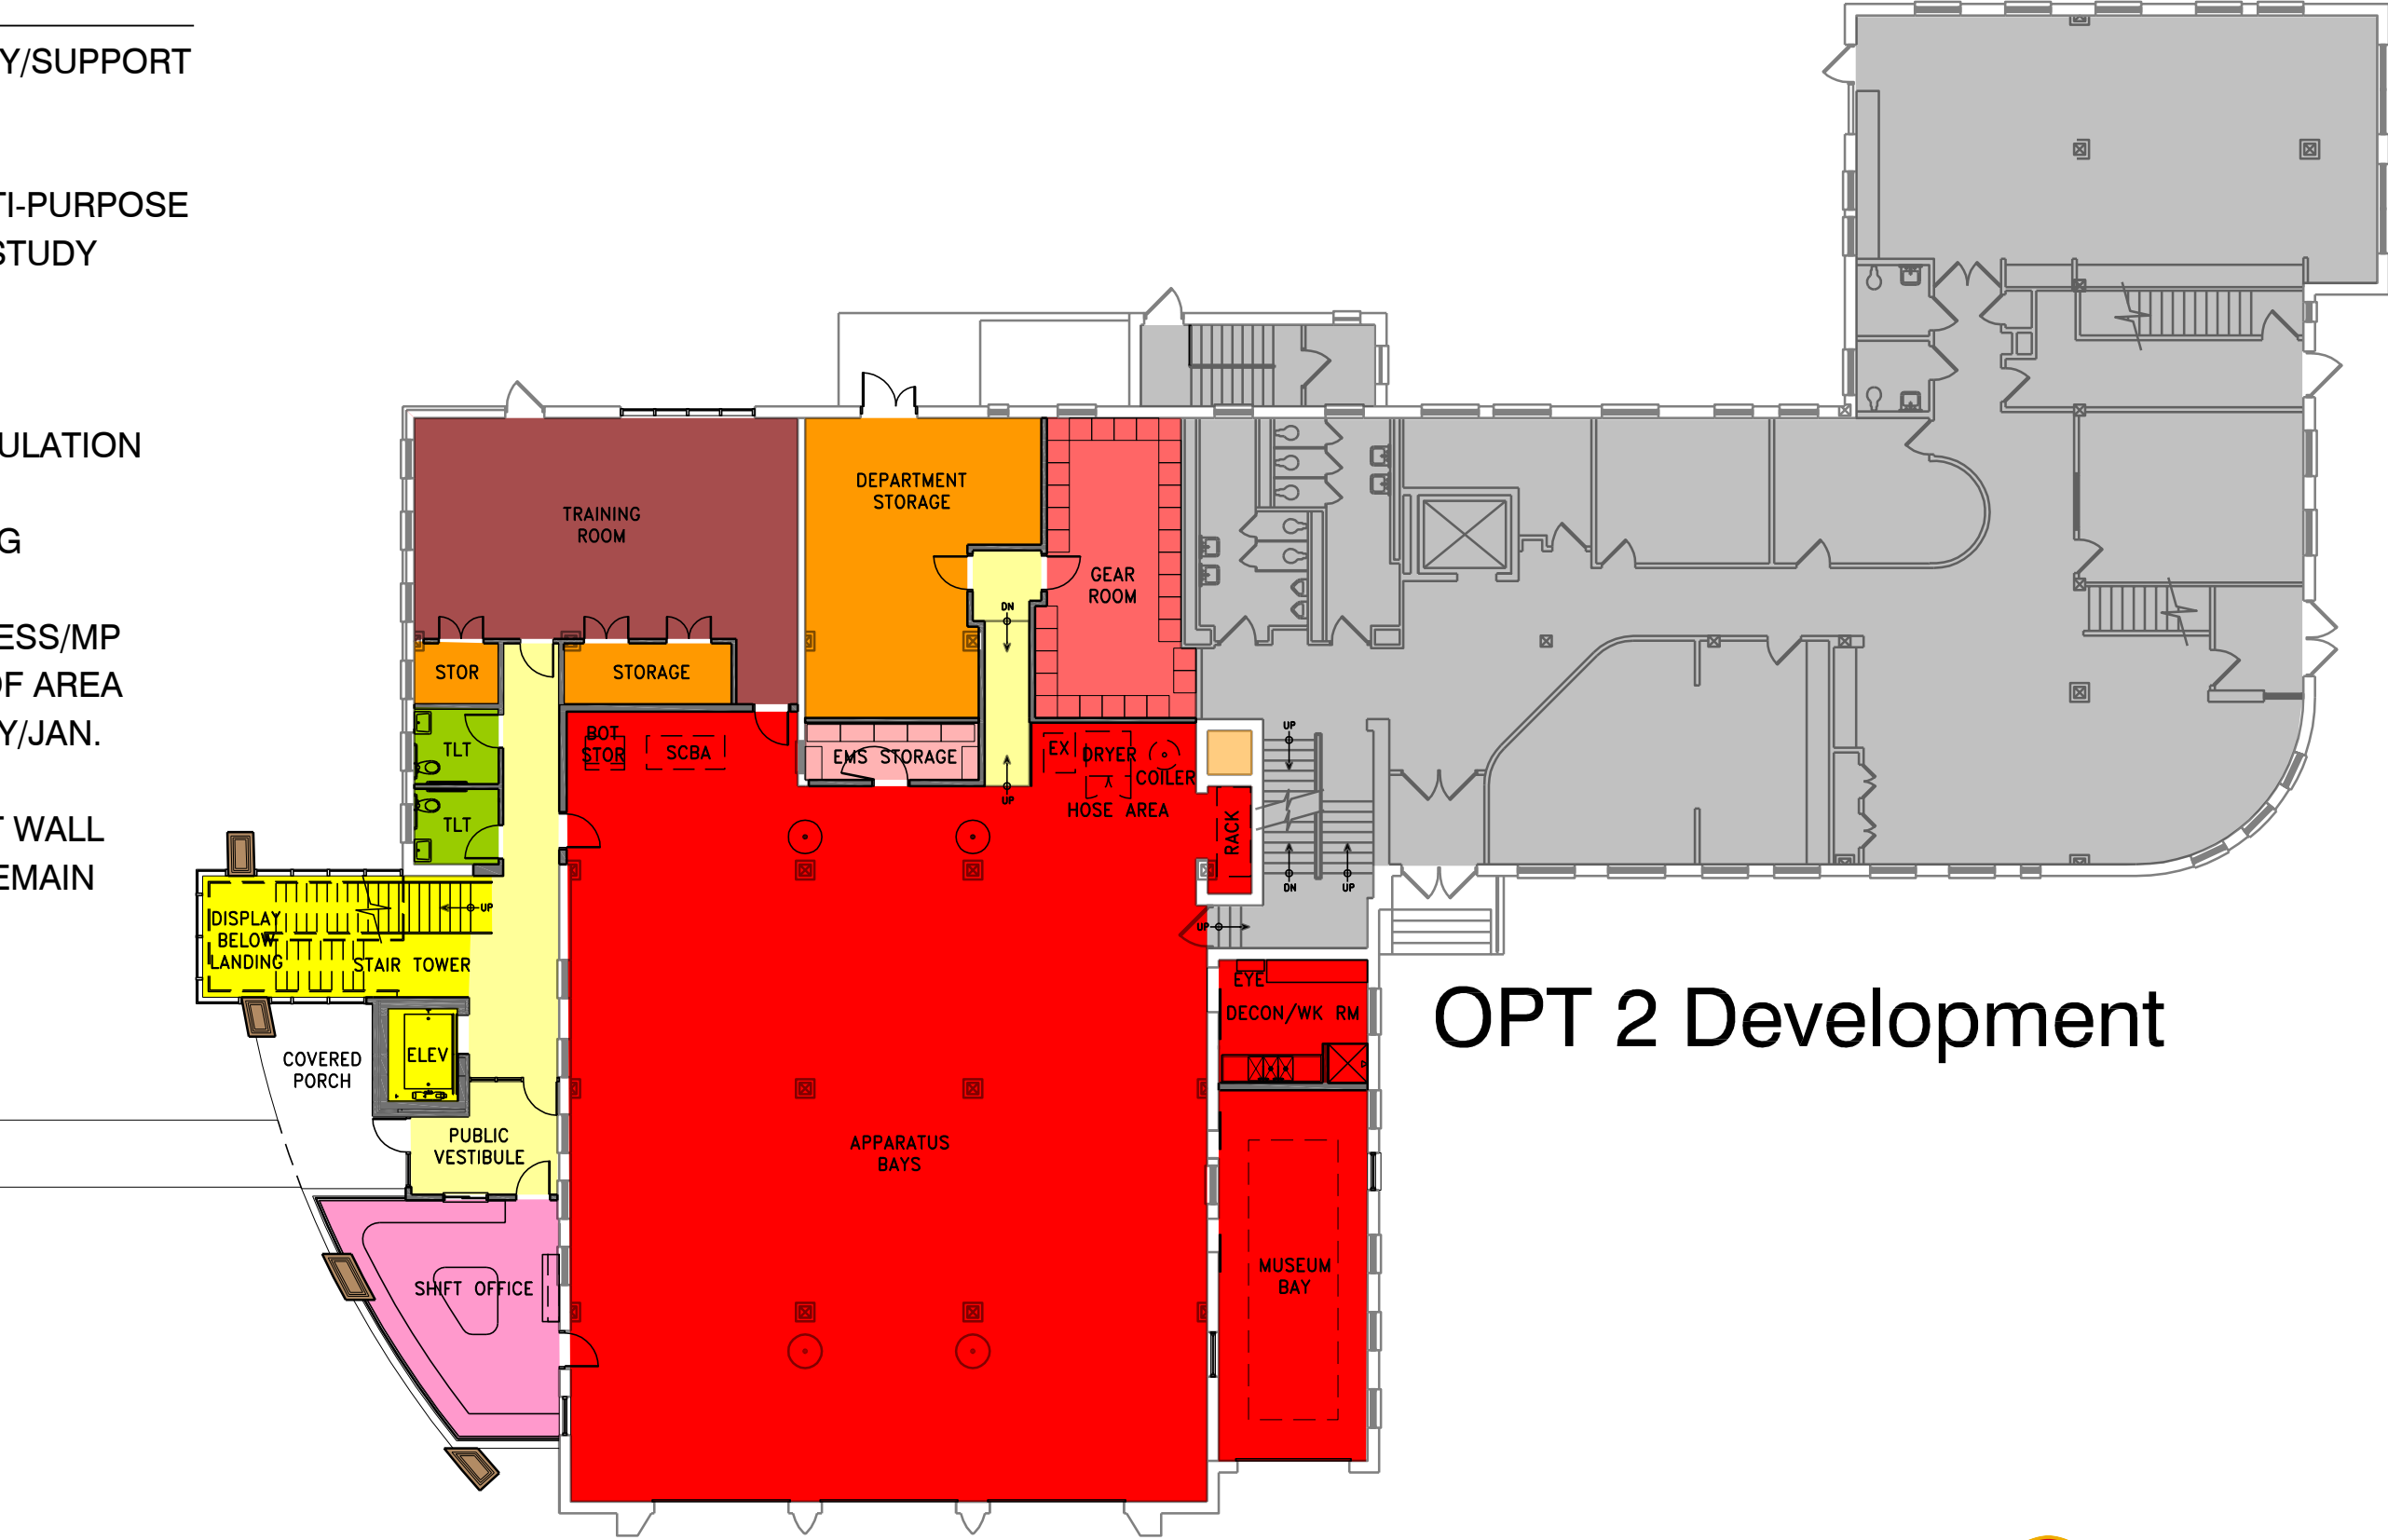 Y/SUPPORT
TI-PURPOSE
STUDY
ULATION
G
ESS/MP
OF AREA
Y/JAN.
T WALL
EMAIN
TRAINING
ROOM
DEPARTMENT
STORAGE
GEAR
ROOM
DN
STOR
STORAGE
BOT
STOR
SCBA
EMS STORAGE
UP
EX
DRYER
COILER
HOSE AREA
RACK
UP
DN
UP
UP
TLT
TLT
UP
DISPLAY
BELOW
LANDING
STAIR TOWER
ELEV
COVERED
PORCH
PUBLIC
VESTIBULE
SHIFT OFFICE
APPARATUS
BAYS
EYE
DECON/WK RM
MUSEUM
BAY
OPT 2 Development